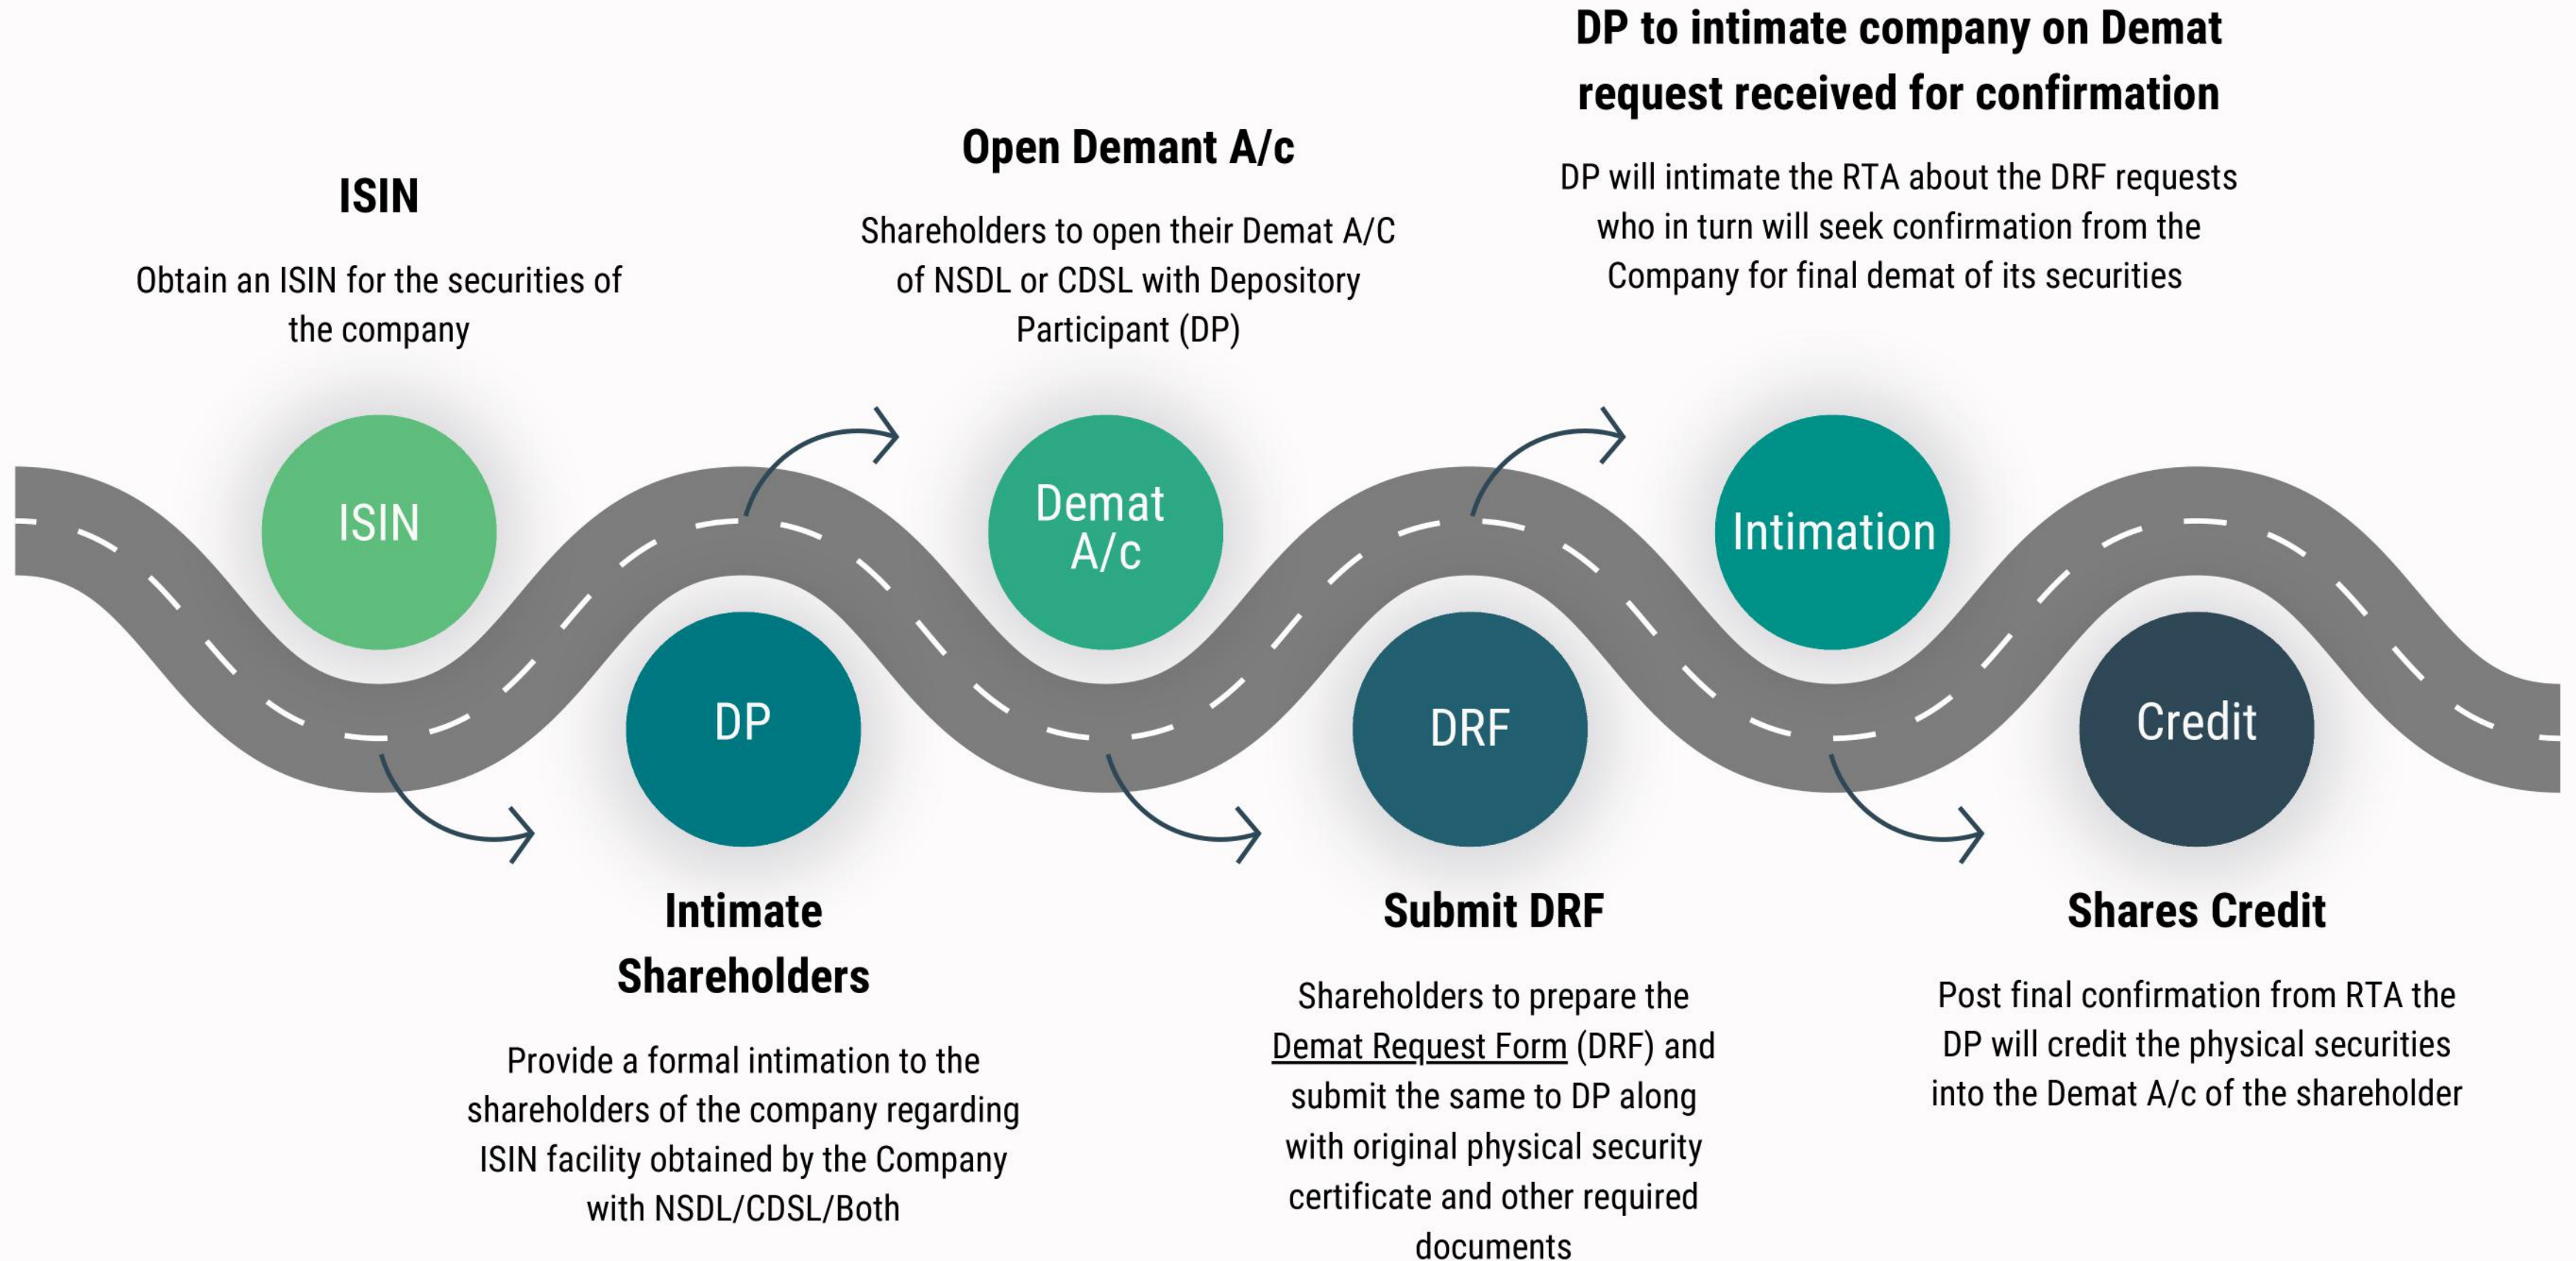 ISIN
Obtain an ISIN for the securities of
the company
ISIN
DP
Intimate
Shareholders
Provide a formal intimation to the
shareholders of the company regarding
ISIN facility obtained by the Company
with NSDL/CDSL/Both
Open Demant A/c
Shareholders to open their Demat A/C
of NSDL or CDSL with Depository
Participant (DP)
Demat
A/c
DRF
Submit DRF
Shareholders to prepare the
Demat Request Form (DRF) and
submit the same to DP along
with original physical security
certificate and other required
documents
DP to intimate company on Demat
request received for confirmation
DP will intimate the RTA about the DRF requests
who in turn will seek confirmation from the
Company for final demat of its securities
Intimation
Credit
Shares Credit
Post final confirmation from RTA the
DP will credit the physical securities
into the Demat A/c of the shareholder